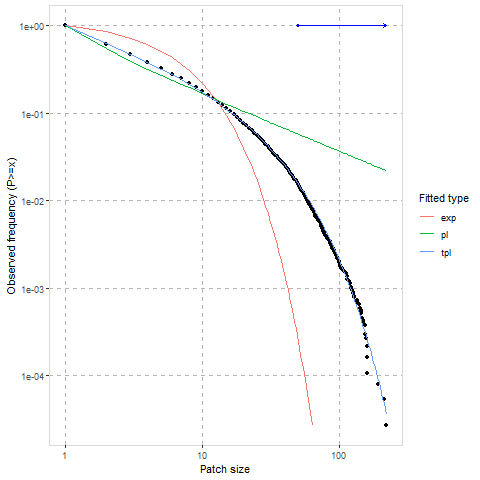 1e+00
1e-01
1e-02
1e-03
1e-04
Observed frequency (P>=x)
1
10
100
Patch size
Fitted type
exp
pl
tpl